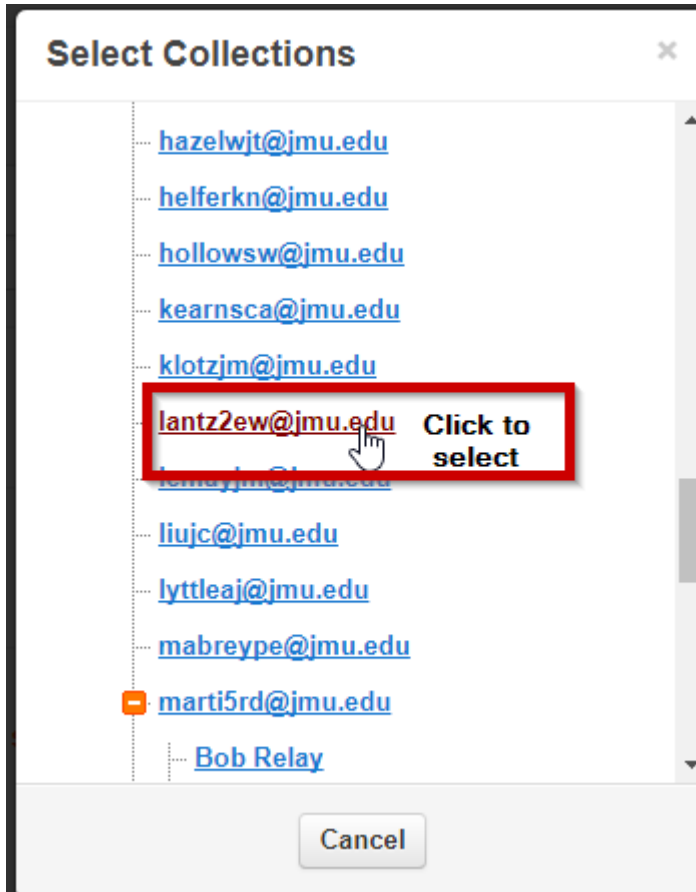 Select Collections ×
hazelwjt@jmu.edu
helferkn@jmu.edu
hollowsw@jmu.edu
kearnsca@jmu.edu
klotzjm@jmu.edu
lantz2ew@jmu.edu Click to
select
liujc@jmu.edu
lyttleaj@jmu.edu
mabreype@jmu.edu
marti5rd@jmu.edu
Bob Relay
Cancel